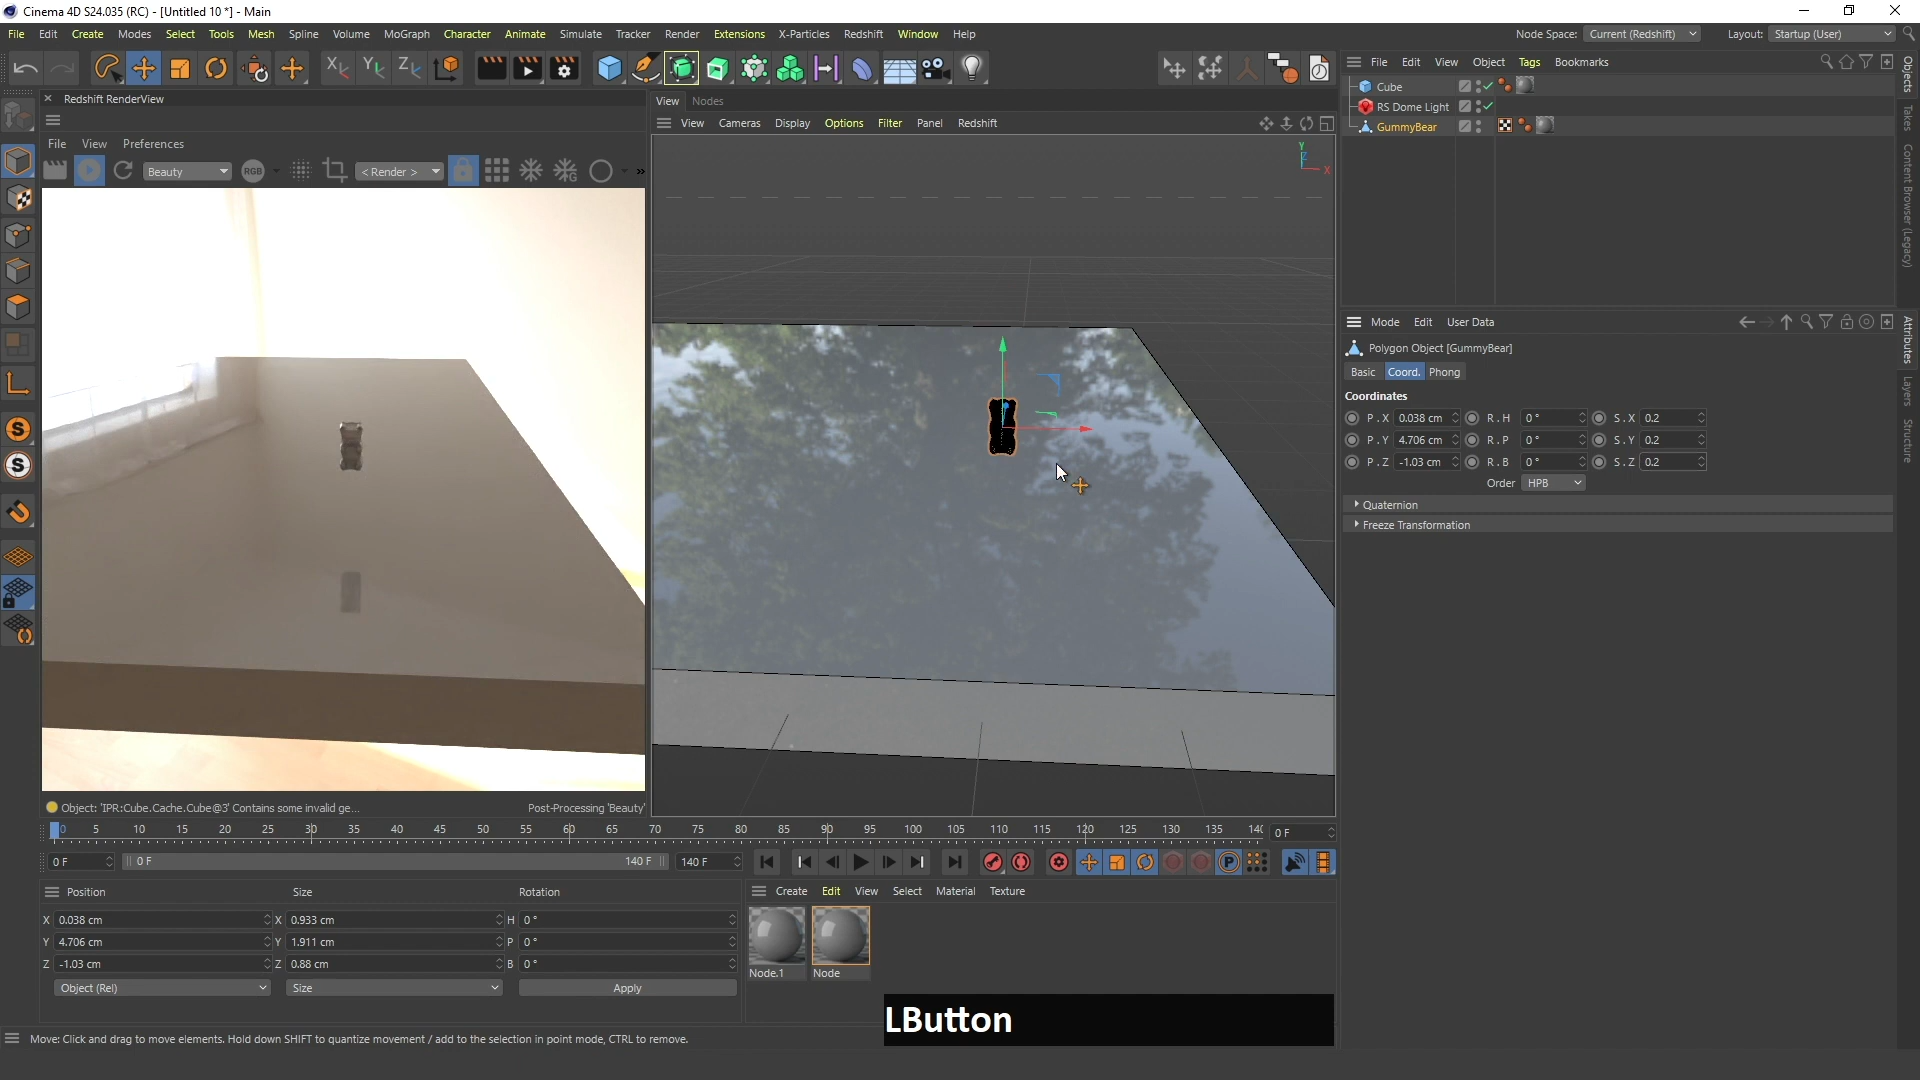 Cinema 4D S24.035 (RC) - [Untitled 10 *] - Main
File Edit Create Modes Select Tools Mesh Spline Volume MoGraph Character Animate Simulate Tracker Render Extensions X-Particles Redshift Window Help Node Space: Current (Redshift) Layout: Startup (User)
Redshift RenderView
File View Preferences
Beauty RGB < Render >
View Nodes
View Cameras Display Options Filter Panel Redshift
Y
Z
X
File Edit View Object Tags Bookmarks
Cube
RS Dome Light
GummyBear
Objects
Takes
Content Browser (Legacy)
Mode Edit User Data
Polygon Object [GummyBear]
Basic Coord. Phong
Coordinates
P . X 0.038 cm R . H 0 ° S . X 0.2
P . Y 4.706 cm R . P 0 ° S . Y 0.2
P . Z -1.03 cm R . B 0 ° S . Z 0.2
Order HPB
Quaternion
Freeze Transformation
Attributes
Layers
Structure
Object: 'IPR:Cube.Cache.Cube@3' Contains some invalid ge... Post-Processing 'Beauty'
0 5 10 15 20 25 30 35 40 45 50 55 60 65 70 75 80 85 90 95 100 105 110 115 120 125 130 135 0 F
0 F 0 F 140 F 140 F
Position Size Rotation
X 0.038 cm X 0.933 cm H 0 °
Y 4.706 cm Y 1.911 cm P 0 °
Z -1.03 cm Z 0.88 cm B 0 °
Object (Rel) Size Apply
Create Edit View Select Material Texture
Node.1 Node
LButton
Move: Click and drag to move elements. Hold down SHIFT to quantize movement / add to the selection in point mode, CTRL to remove.